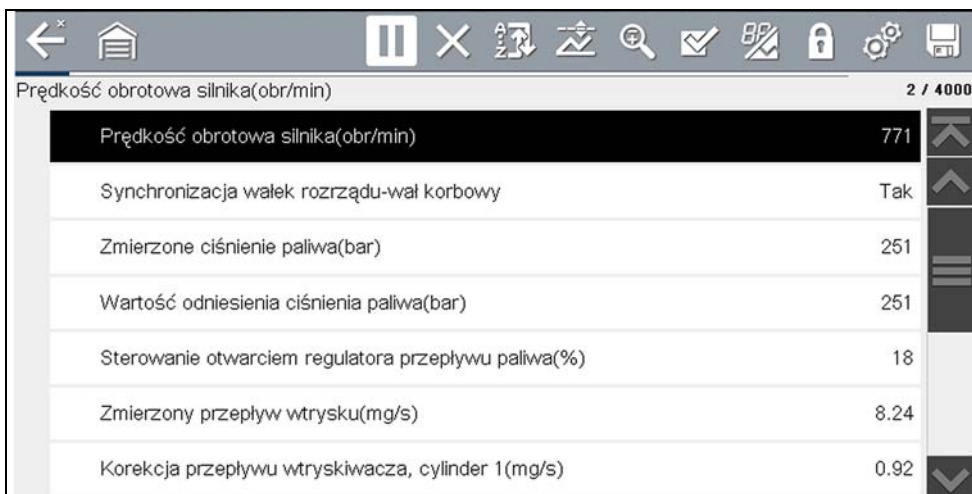 Prędkość obrotowa silnika(obr/min) 2 / 4000
Prędkość obrotowa silnika(obr/min) 771
Synchronizacja wałek rozrządu-wał korbowy Tak
Zmierzone ciśnienie paliwa(bar) 251
Wartość odniesienia ciśnienia paliwa(bar) 251
Sterowanie otwarciem regulatora przepływu paliwa(%) 18
Zmierzony przepływ wtrysku(mg/s) 8.24
Korekcja przepływu wtryskiwacza, cylinder 1(mg/s) 0.92